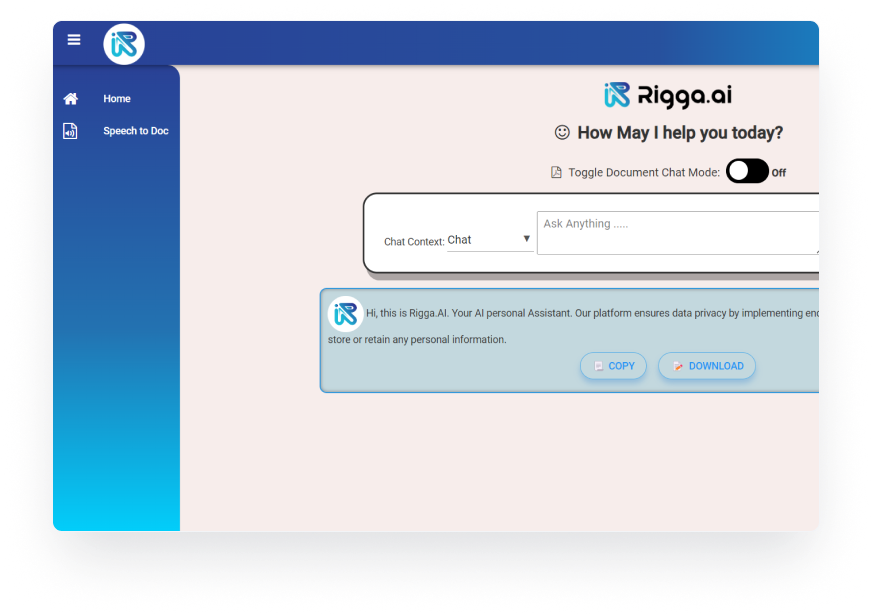 Rigga.ai
Home
Speech to Doc
How May I help you today?
Toggle Document Chat Mode: Off
Ask Anything .....
Chat Context: Chat
Hi, this is Rigga.AI. Your AI personal Assistant. Our platform ensures data privacy by implementing
store or retain any personal information.
COPY
DOWNLOAD